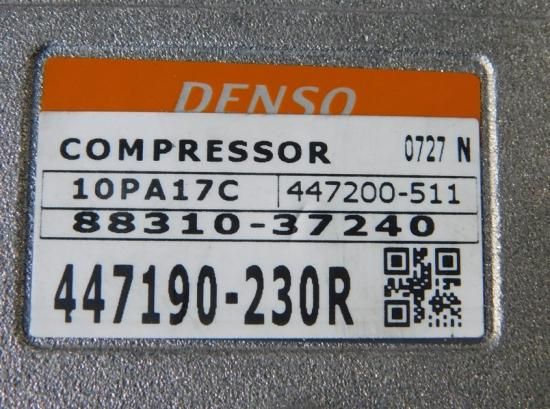 DENSO
COMPRESSOR 0727 N
10PA17C 447200-511
88310-37240
447190-230R